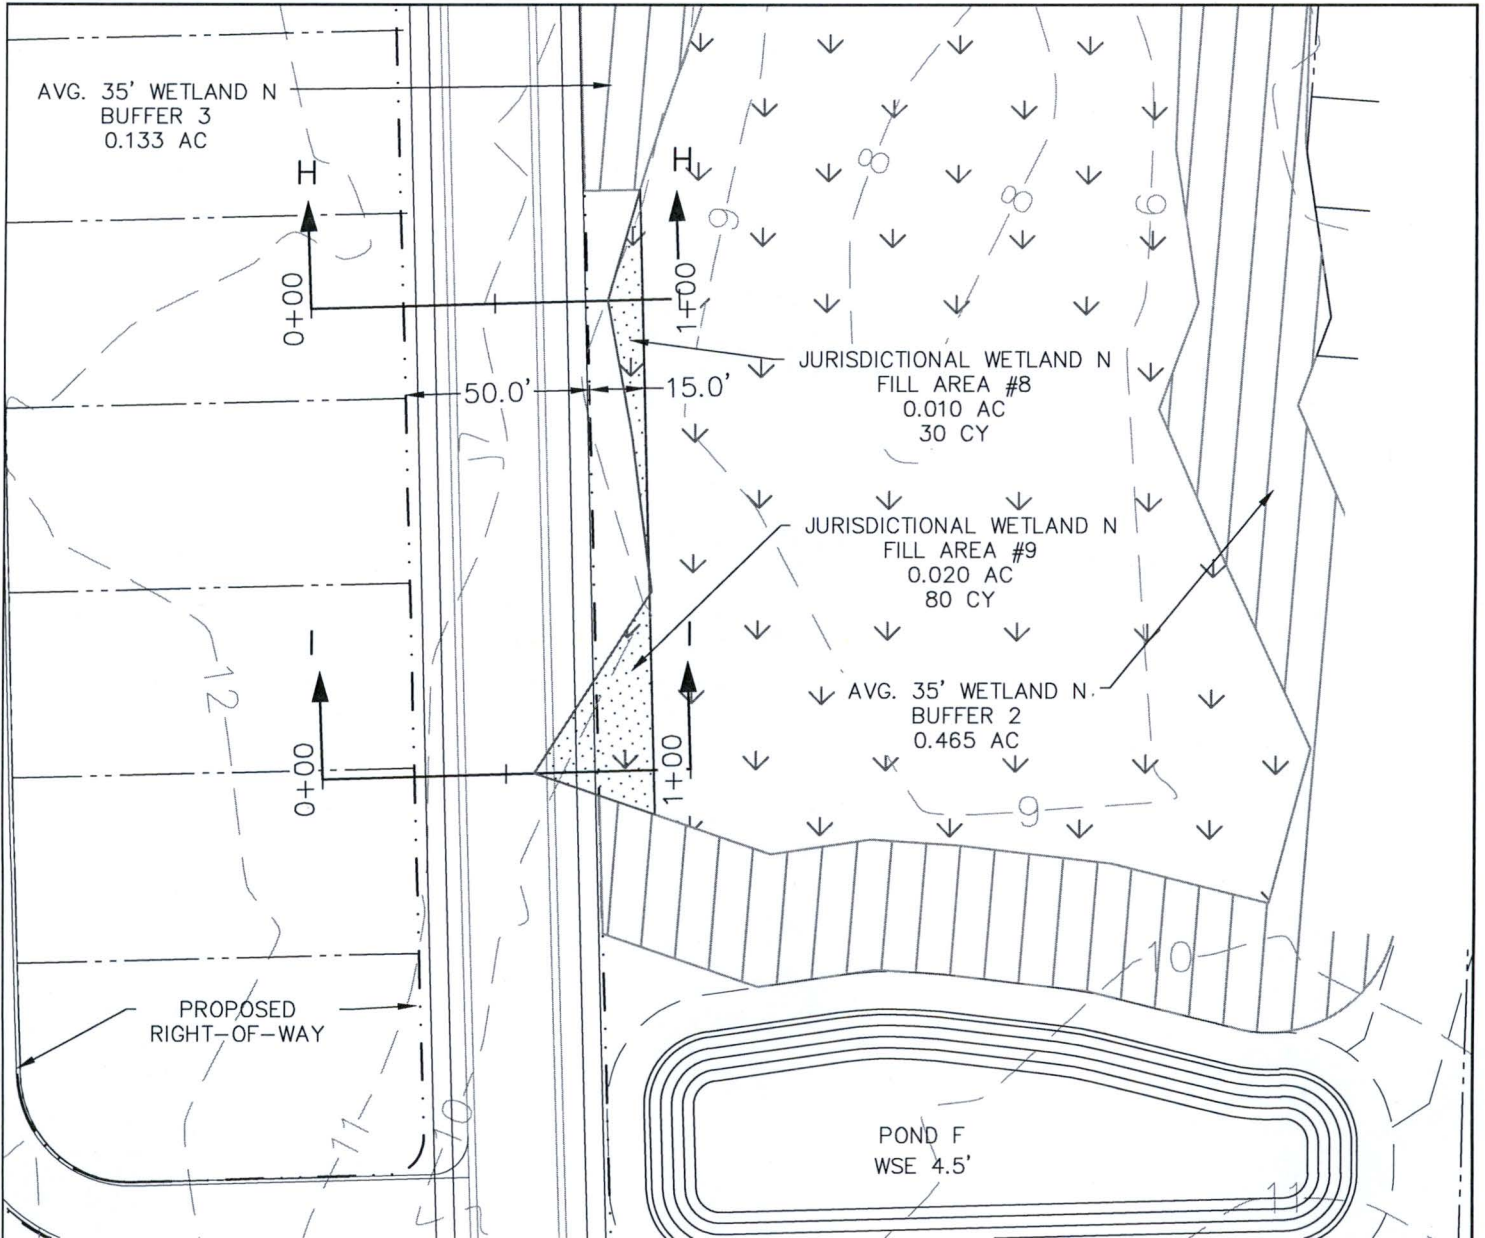 AVG. 35' WETLAND N
BUFFER 3
0.133 AC
H
H
0+00
1+00
8
8
9
9
50.0'
15.0'
JURISDICTIONAL WETLAND N
FILL AREA #8
0.010 AC
30 CY
JURISDICTIONAL WETLAND N
FILL AREA #9
0.020 AC
80 CY
I
I
12
0+00
1+00
AVG. 35' WETLAND N
BUFFER 2
0.465 AC
9
10
PROPOSED
RIGHT-OF-WAY
11
10
POND F
WSE 4.5'
11